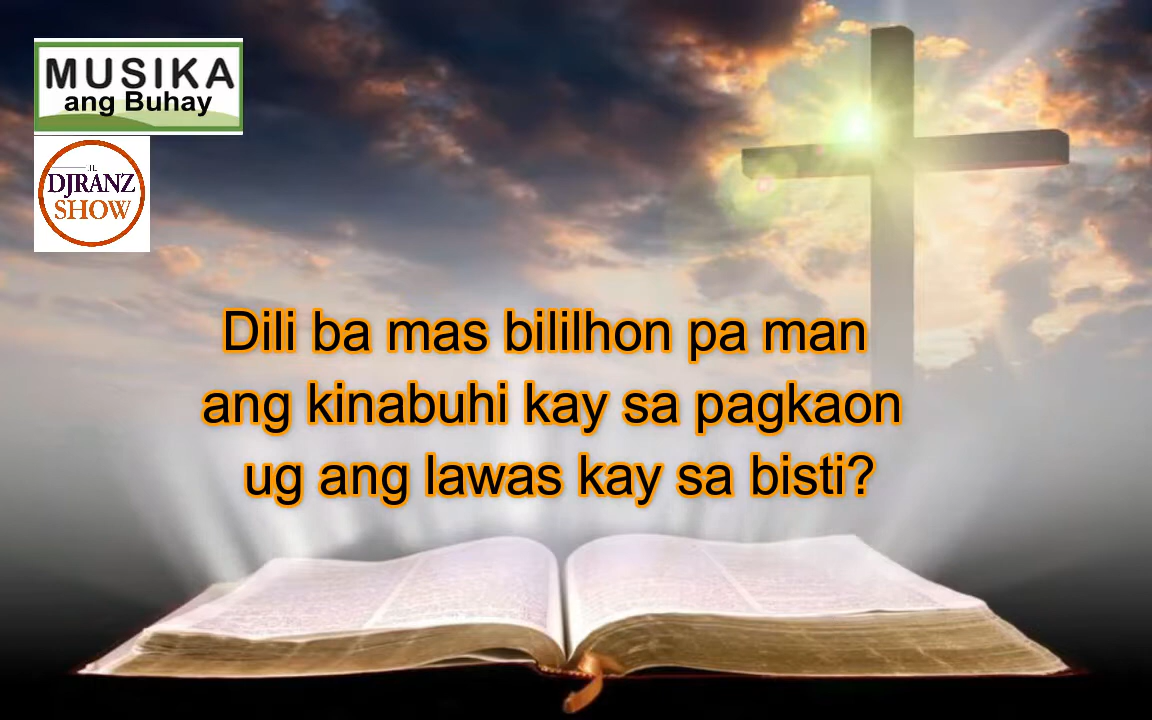 MUSIKA
ang Buhay
DJRANZ
SHOW
Dili ba mas bililhon pa man
ang kinabuhi kay sa pagkaon
ug ang lawas kay sa bisti?